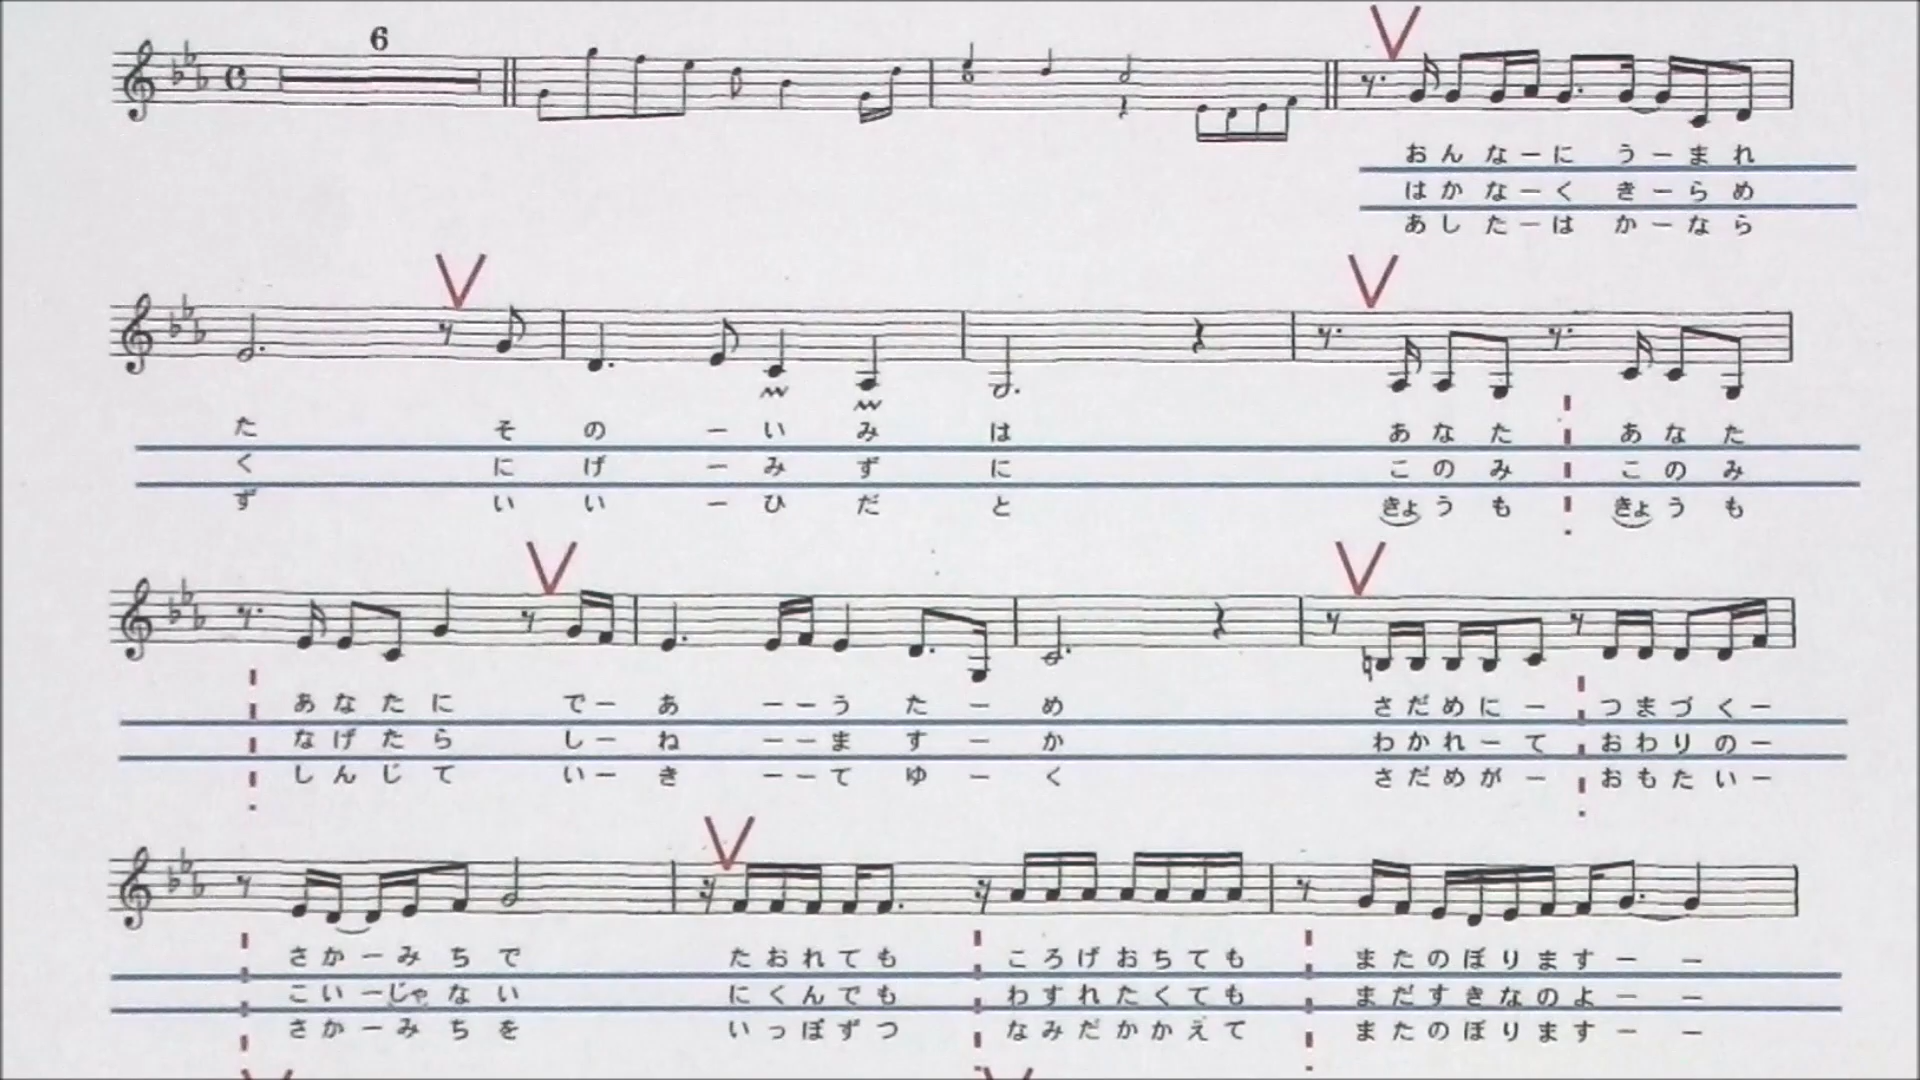 6
おんなーに うーまれ
はかなーく きーらめ
あしたーは かーなら
た そのーいみは あなた あなた
く にげーみずに このみ このみ
ず いいーひだと きょうも きょうも
あなたに でーあーーうたーめ さだめにー つまづくー
なげたら しーねーーますーか わかれーて おわりのー
しんじて いーきーーてゆーく さだめがー おもたいー
さかーみちで たおれても ころげおちても またのぼりますーー
こいーじゃない にくんでも わすれたくても まだすきなのよーー
さかーみちを いっぽずつ なみだかかえて またのぼりますーー